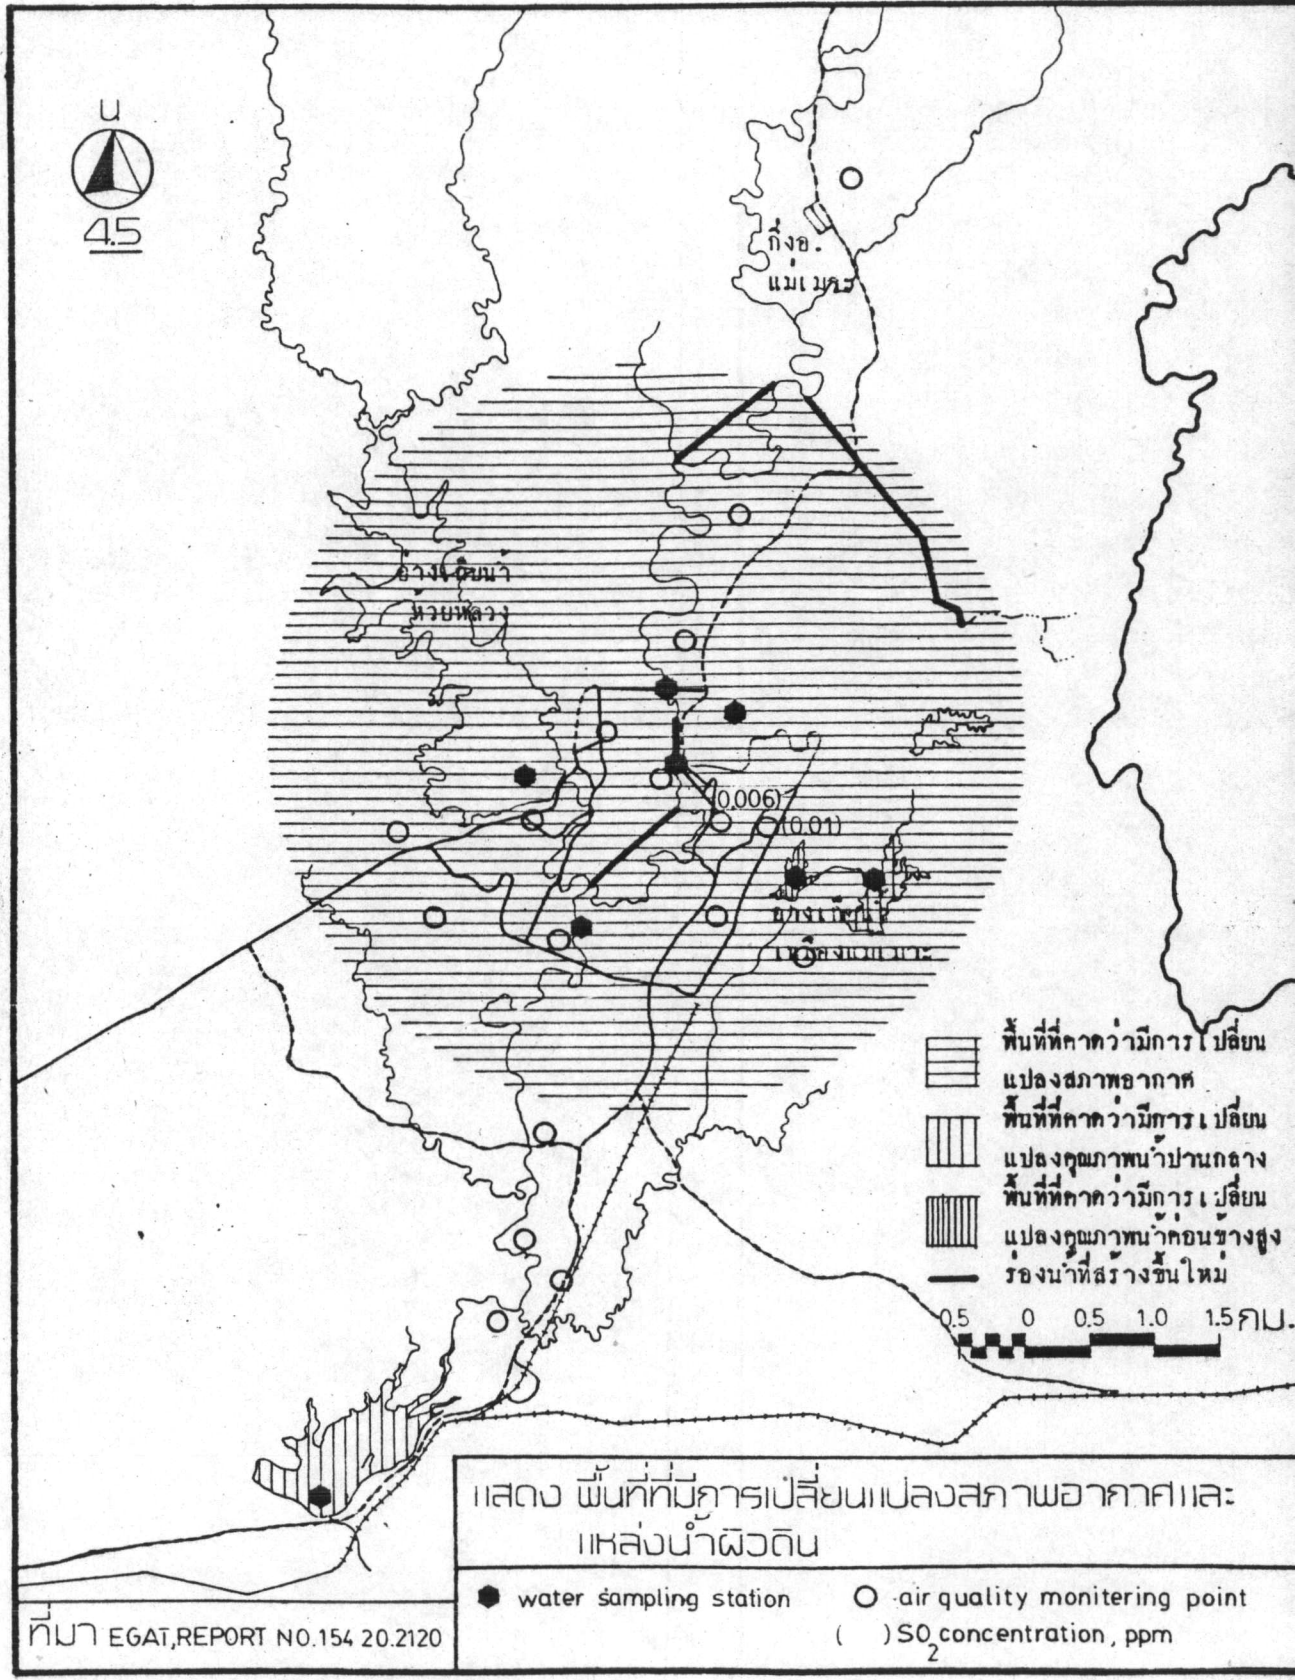 น
4.5
กิ่งอ.
แม่เมาะ
อ่างเก็บน้ำ
ห้วยหลวง
(0.006)
(0.01)
อ่างเก็บน้ำ
เหมืองแม่เมาะ
พื้นที่ที่คาดว่ามีการเปลี่ยน
แปลงสภาพอากาศ
พื้นที่ที่คาดว่ามีการเปลี่ยน
แปลงคุณภาพน้ำปานกลาง
พื้นที่ที่คาดว่ามีการเปลี่ยน
แปลงคุณภาพน้ำค่อนข้างสูง
ร่องน้ำที่สร้างขึ้นใหม่
0.5 0 0.5 1.0 1.5 กม.
แสดง พื้นที่ที่มีการเปลี่ยนแปลงสภาพอากาศและ
แหล่งน้ำผิวดิน
water sampling station
air quality monitering point
( ) SO2 concentration, ppm
ที่มา EGAT,REPORT NO.154 20.2120